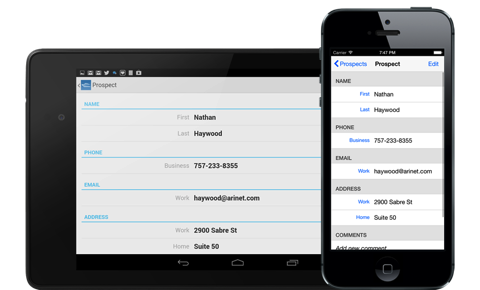 Prospect
NAME
First Nathan
Last Haywood
PHONE
Business 757-233-8355
EMAIL
Work haywood@arinet.com
ADDRESS
Work 2900 Sabre St
Home Suite 50
Carrier 7:47 PM
Prospects Prospect Edit
NAME
First Nathan
Last Haywood
PHONE
Business 757-233-8355
EMAIL
Work haywood@arinet.com
ADDRESS
Work 2900 Sabre St
Home Suite 50
COMMENTS
Add new comment